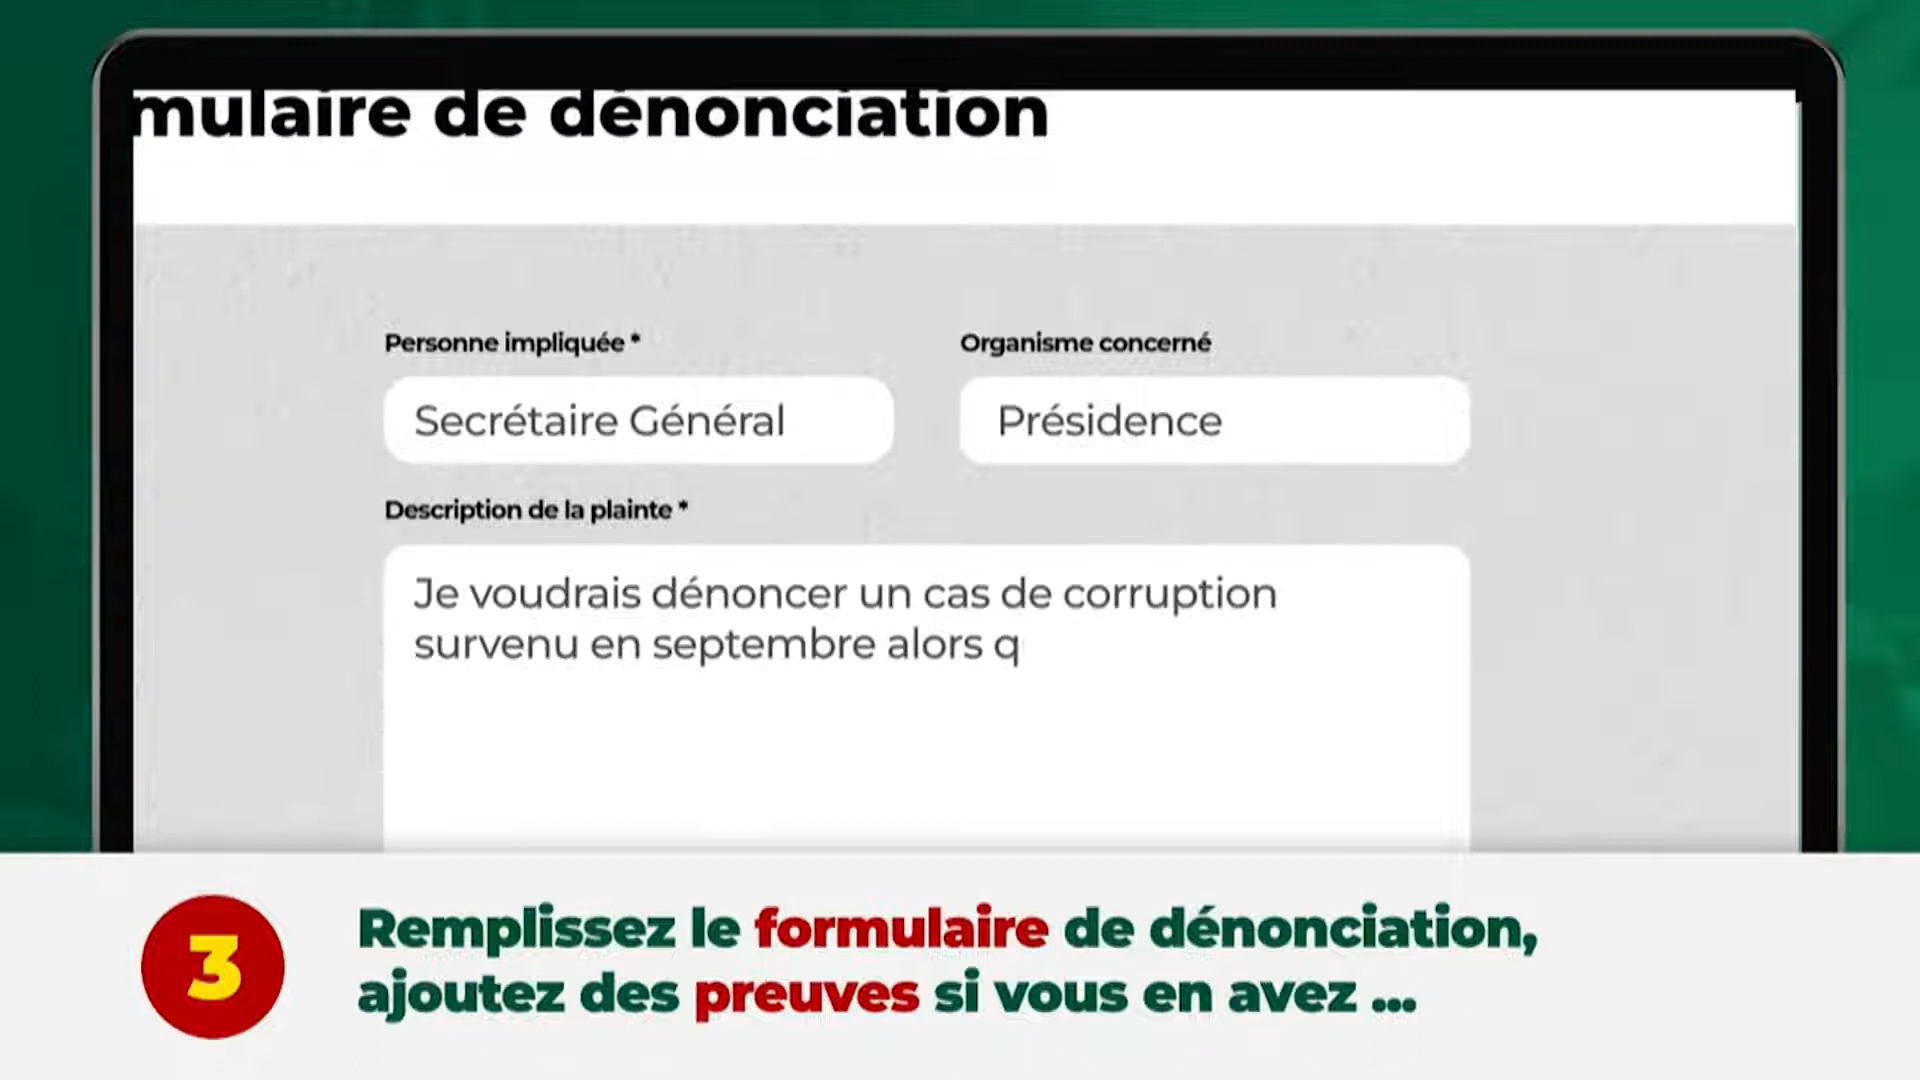 mulaire de dénonciation
Personne impliquée *
Organisme concerné
Secrétaire Général
Présidence
Description de la plainte *
Je voudrais dénoncer un cas de corruption
survenu en septembre alors q
3
Remplissez le formulaire de dénonciation,
ajoutez des preuves si vous en avez ...